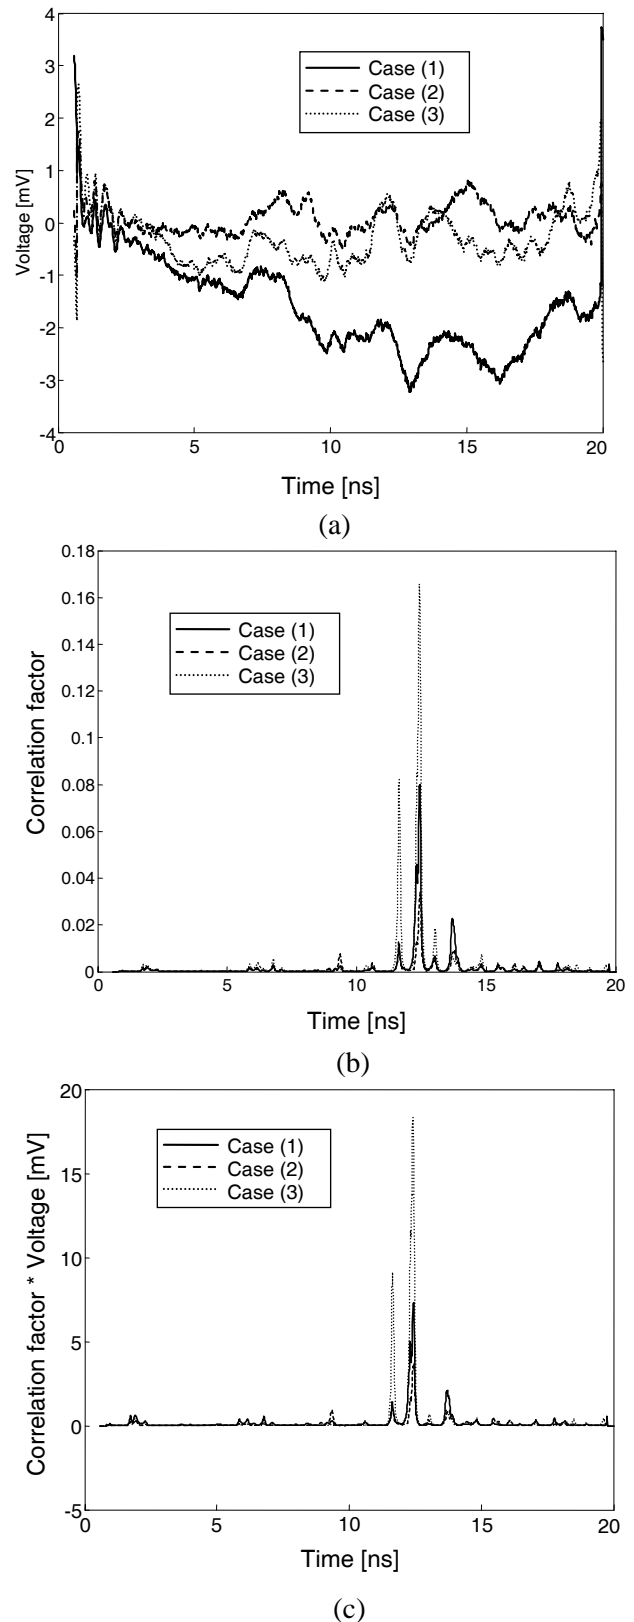 4
3
2
1
0
-1
-2
-3
-4
Voltage [mV]
Case (1)
Case (2)
Case (3)
0
5
10
15
20
Time [ns]
(a)
0.18
0.16
0.14
0.12
0.1
0.08
0.06
0.04
0.02
0
Correlation factor
Case (1)
Case (2)
Case (3)
0
5
10
15
20
Time [ns]
(b)
20
15
10
5
0
-5
Correlation factor * Voltage [mV]
Case (1)
Case (2)
Case (3)
0
5
10
15
20
Time [ns]
(c)